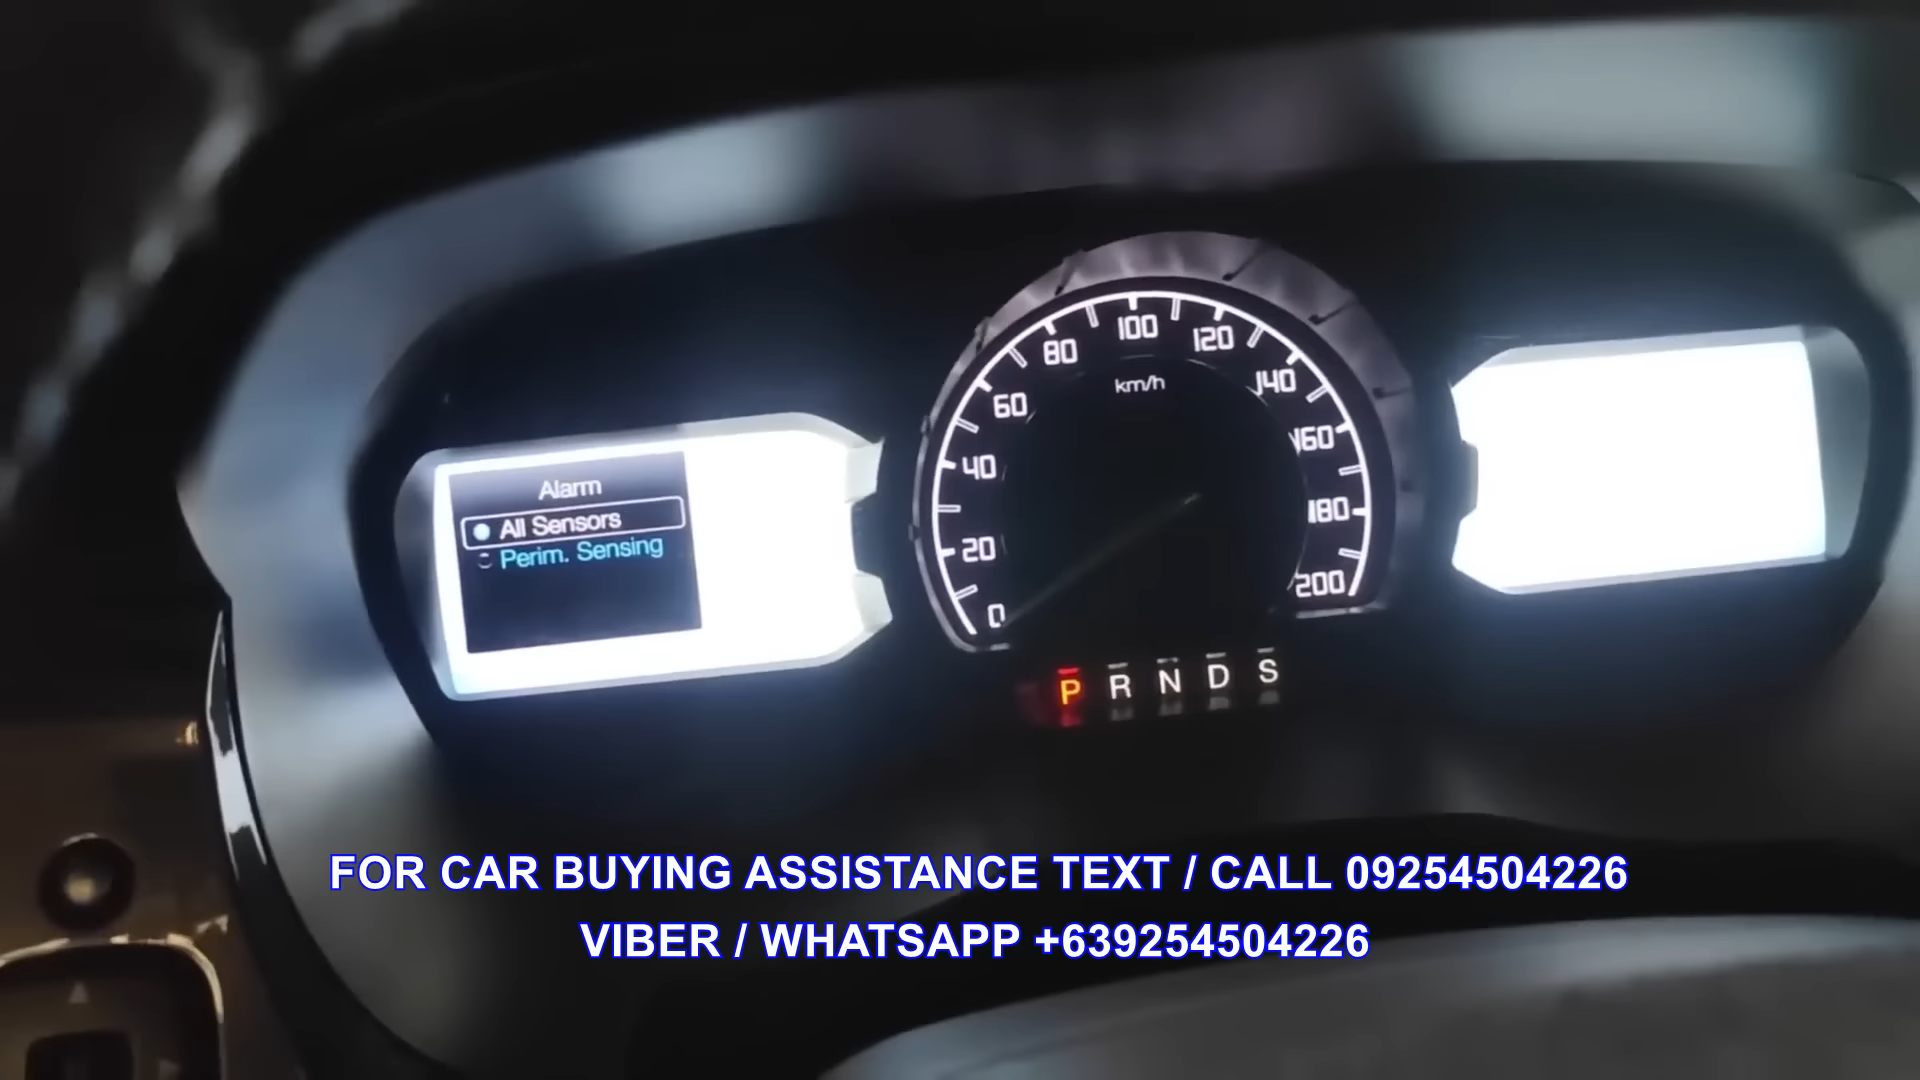 Alarm
All Sensors
Perim. Sensing
0
20
40
60
80
100
120
140
160
180
200
km/h
P R N D S
FOR CAR BUYING ASSISTANCE TEXT / CALL 09254504226
VIBER / WHATSAPP +639254504226